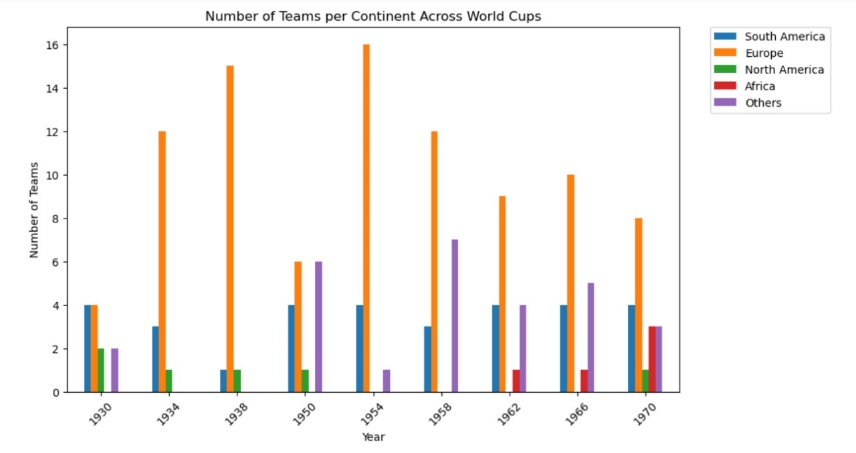 Number of Teams per Continent Across World Cups
South America
Europe
North America
Africa
Others
Number of Teams
16
14
12
10
8
6
4
2
0
1930
1934
1938
1950
1954
1958
1962
1966
1970
Year